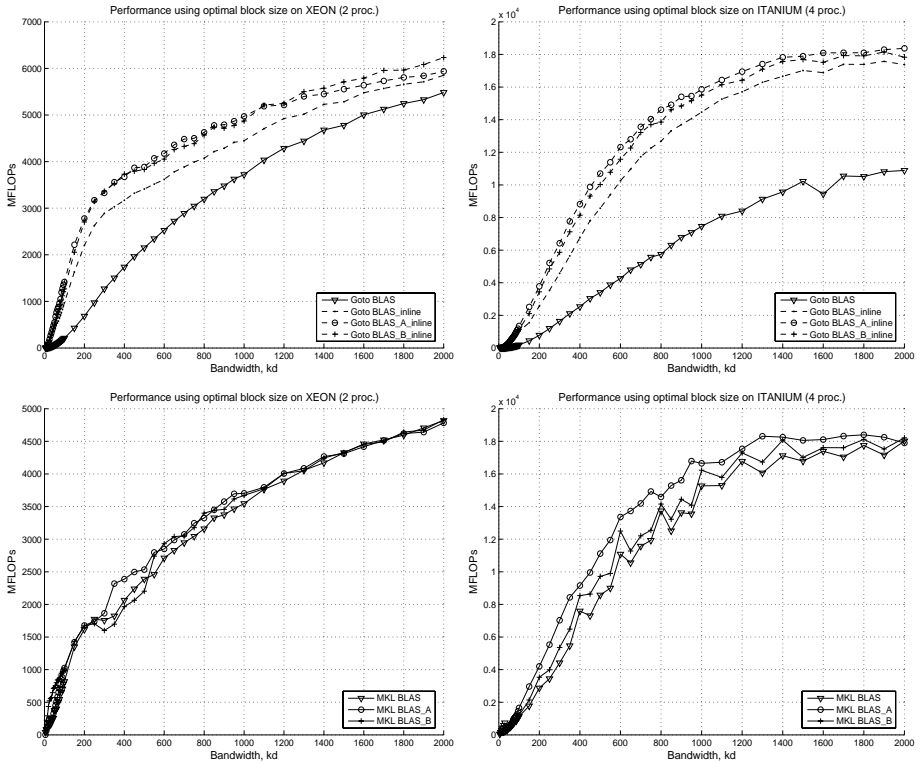 Performance using optimal block size on XEON (2 proc.)
7000
6000
5000
4000
3000
2000
1000
0
MFLOPs
0 200 400 600 800 1000 1200 1400 1600 1800 2000
Bandwidth, kd
Goto BLAS
Goto BLAS_inline
Goto BLAS_A_inline
Goto BLAS_B_inline
Performance using optimal block size on ITANIUM (4 proc.)
x 10^4
2
1.8
1.6
1.4
1.2
1
0.8
0.6
0.4
0.2
0
MFLOPs
0 200 400 600 800 1000 1200 1400 1600 1800 2000
Bandwidth, kd
Goto BLAS
Goto BLAS_inline
Goto BLAS_A_inline
Goto BLAS_B_inline
Performance using optimal block size on XEON (2 proc.)
5000
4500
4000
3500
3000
2500
2000
1500
1000
500
0
MFLOPs
0 200 400 600 800 1000 1200 1400 1600 1800 2000
Bandwidth, kd
MKL BLAS
MKL BLAS_A
MKL BLAS_B
Performance using optimal block size on ITANIUM (4 proc.)
x 10^4
2
1.8
1.6
1.4
1.2
1
0.8
0.6
0.4
0.2
0
MFLOPs
0 200 400 600 800 1000 1200 1400 1600 1800 2000
Bandwidth, kd
MKL BLAS
MKL BLAS_A
MKL BLAS_B